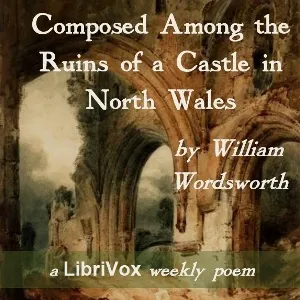 Composed Among the
Ruins of a Castle in
North Wales
by William
Wordsworth
a LibriVox weekly poem